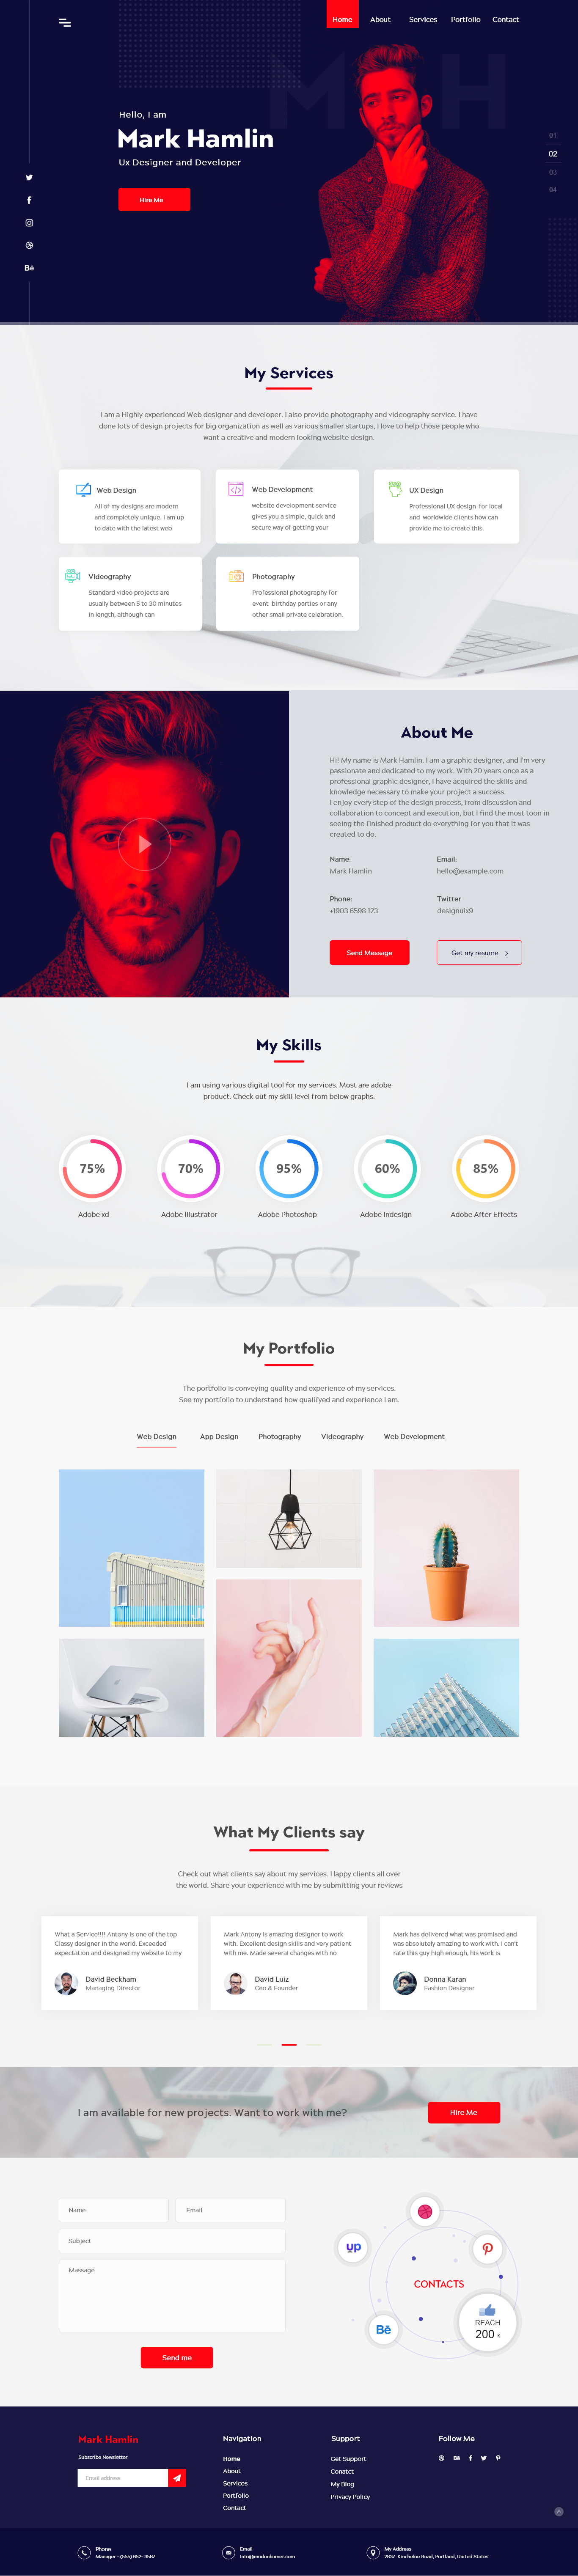 Home About Services Portfolio Contact
M H
Hello, I am
Mark Hamlin
Ux Designer and Developer
Hire Me
01
02
03
04
Bē
My Services
I am a Highly experienced Web designer and developer. I also provide photography and videography service. I have
done lots of design projects for big organization as well as various smaller startups, I love to help those people who
want a creative and modern looking website design.
Web Design
All of my designs are modern
and completely unique. I am up
to date with the latest web
Web Development
website development service
gives you a simple, quick and
secure way of getting your
UX Design
Professional UX design for local
and worldwide clients how can
provide me to create this.
Videography
Standard video projects are
usually between 5 to 30 minutes
in length, although can
Photography
Professional photography for
event birthday parties or any
other small private celebration.
About Me
Hi! My name is Mark Hamlin. I am a graphic designer, and I'm very
passionate and dedicated to my work. With 20 years once as a
professional graphic designer, I have acquired the skills and
knowledge necessary to make your project a success.
I enjoy every step of the design process, from discussion and
collaboration to concept and execution, but I find the most toon in
seeing the finished product do everything for you that it was
created to do.
Name:
Mark Hamlin
Email:
hello@example.com
Phone:
+1903 6598 123
Twitter
designuix9
Send Message
Get my resume
My Skills
I am using various digital tool for my services. Most are adobe
product. Check out my skill level from below graphs.
75% 70% 95% 60% 85%
Adobe xd Adobe Illustrator Adobe Photoshop Adobe Indesign Adobe After Effects
My Portfolio
The portfolio is conveying quality and experience of my services.
See my portfolio to understand how qualifyed and experience I am.
Web Design App Design Photography Videography Web Development
What My Clients say
Check out what clients say about my services. Happy clients all over
the world. Share your experience with me by submitting your reviews
What a Service!!!! Antony is one of the top
Classy designer in the world. Exceeded
expectation and designed my website to my
David Beckham
Managing Director
Mark Antony is amazing designer to work
with. Excellent design skills and very patient
with me. Made several changes with no
David Luiz
Ceo & Founder
Mark has delivered what was promised and
was absolutely amazing to work with. I can't
rate this guy high enough, his work is
Donna Karan
Fashion Designer
I am available for new projects. Want to work with me?
Hire Me
Name
Email
Subject
Massage
Send me
up
CONTACTS
Bē
REACH
200 K
Mark Hamlin
Subscribe Newsletter
Email address
Navigation
Home
About
Services
Portfolio
Contact
Support
Get Support
Conatct
My Blog
Privacy Policy
Follow Me
Bē
Phone
Manager - (555) 652- 3567
Email
Info@modonkumer.com
My Address
2837 Kincheloe Road, Portland, United States